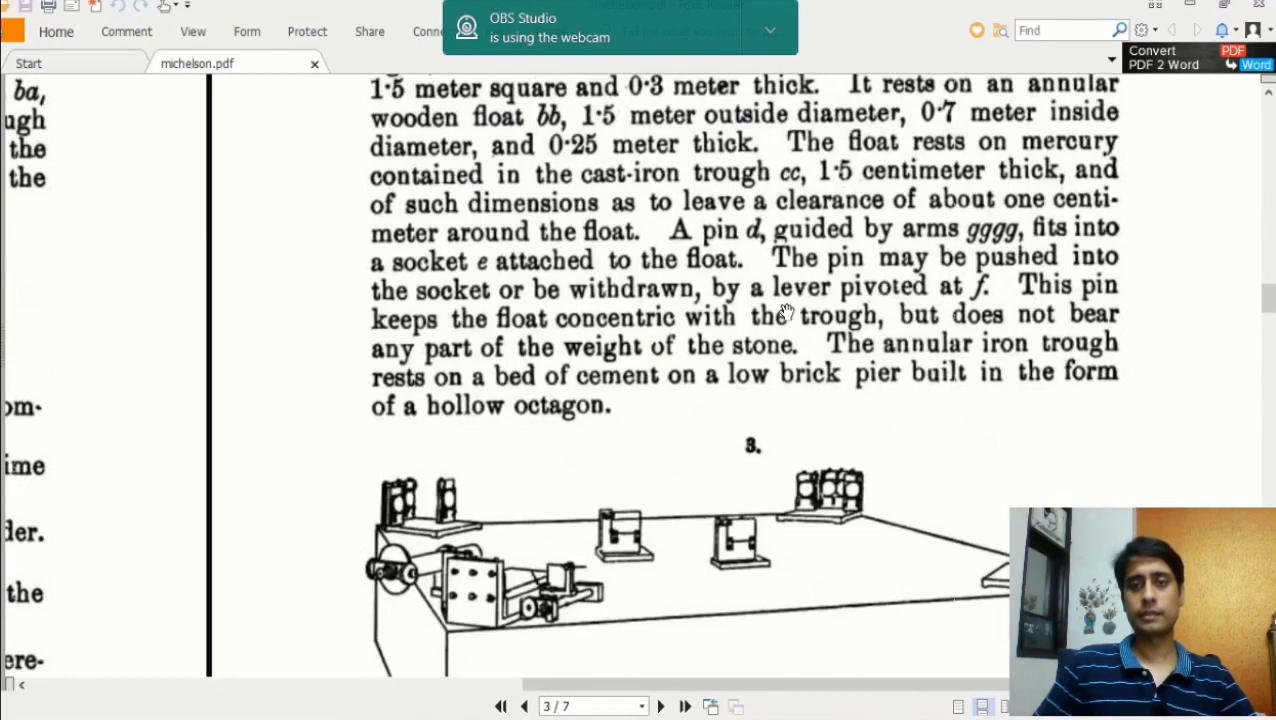 OBS Studio
is using the webcam
Home
Comment
View
Form
Protect
Share
Find
Convert
PDF
PDF 2 Word
Word
Start
michelson.pdf
ba,
ugh
the
the
om-
ime
der.
the
ere-
1·5 meter square and 0·3 meter thick. It rests on an annular
wooden float bb, 1·5 meter outside diameter, 0·7 meter inside
diameter, and 0·25 meter thick. The float rests on mercury
contained in the cast-iron trough cc, 1·5 centimeter thick, and
of such dimensions as to leave a clearance of about one centi-
meter around the float. A pin d, guided by arms gggg, fits into
a socket e attached to the float. The pin may be pushed into
the socket or be withdrawn, by a lever pivoted at f. This pin
keeps the float concentric with the trough, but does not bear
any part of the weight of the stone. The annular iron trough
rests on a bed of cement on a low brick pier built in the form
of a hollow octagon.
3.
3 / 7